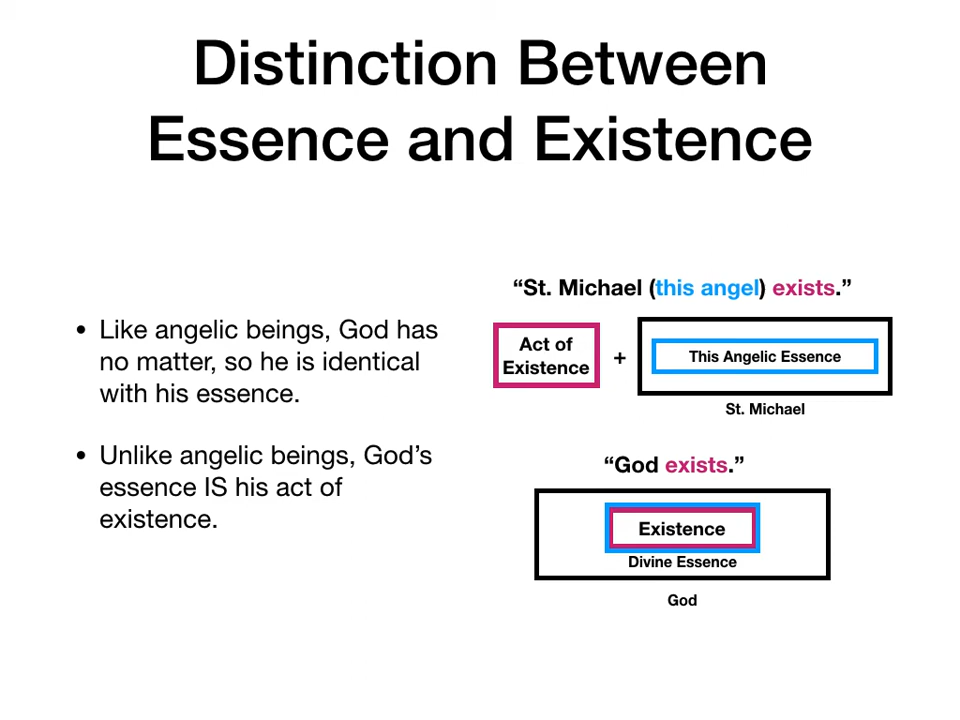 Distinction Between
Essence and Existence
• Like angelic beings, God has
no matter, so he is identical
with his essence.
• Unlike angelic beings, God’s
essence IS his act of
existence.
“St. Michael (this angel) exists.”
Act of
Existence
+
This Angelic Essence
St. Michael
“God exists.”
Existence
Divine Essence
God